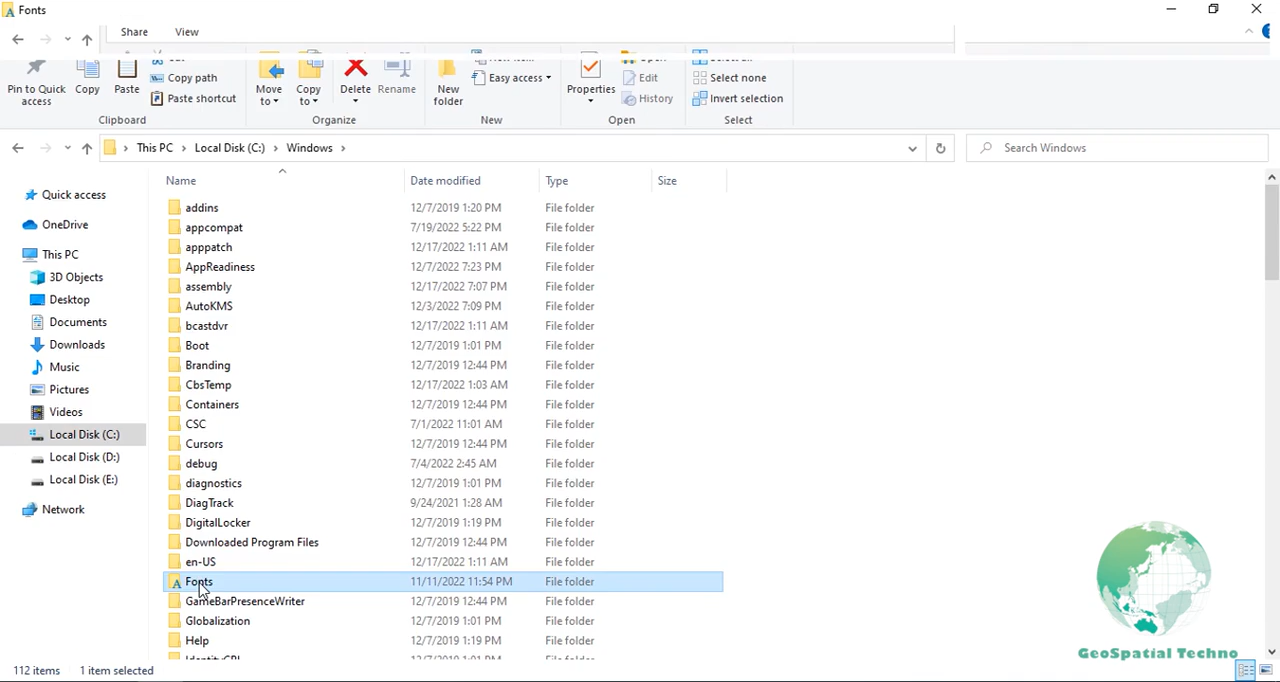 Fonts
Share View
Copy path
Paste shortcut
Pin to Quick access
Copy
Paste
Move to
Copy to
Delete
Rename
New folder
Easy access
Properties
Edit
History
Select none
Invert selection
Clipboard Organize New Open Select
This PC Local Disk (C:) Windows
Search Windows
Quick access
OneDrive
This PC
3D Objects
Desktop
Documents
Downloads
Music
Pictures
Videos
Local Disk (C:)
Local Disk (D:)
Local Disk (E:)
Network
Name Date modified Type Size
addins 12/7/2019 1:20 PM File folder
appcompat 7/19/2022 5:22 PM File folder
apppatch 12/17/2022 1:11 AM File folder
AppReadiness 12/7/2022 7:23 PM File folder
assembly 12/17/2022 7:07 PM File folder
AutoKMS 12/3/2022 7:09 PM File folder
bcastdvr 12/17/2022 1:11 AM File folder
Boot 12/7/2019 1:01 PM File folder
Branding 12/7/2019 12:44 PM File folder
CbsTemp 12/17/2022 1:03 AM File folder
Containers 12/7/2019 12:44 PM File folder
CSC 7/1/2022 11:01 AM File folder
Cursors 12/7/2019 12:44 PM File folder
debug 7/4/2022 2:45 AM File folder
diagnostics 12/7/2019 1:01 PM File folder
DiagTrack 9/24/2021 1:28 AM File folder
DigitalLocker 12/7/2019 1:19 PM File folder
Downloaded Program Files 12/7/2019 12:44 PM File folder
en-US 12/17/2022 1:11 AM File folder
Fonts 11/11/2022 11:54 PM File folder
GameBarPresenceWriter 12/7/2019 12:44 PM File folder
Globalization 12/7/2019 1:01 PM File folder
Help 12/7/2019 1:19 PM File folder
GeoSpatial Techno
112 items 1 item selected